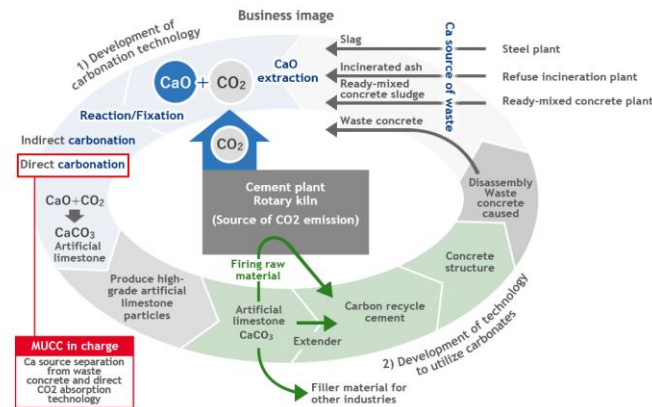 Business image
1) Development of
carbonation technology
CaO + CO2
CaO
extraction
Reaction/Fixation
Slag
Incinerated ash
Ready-mixed
concrete sludge
Waste concrete
Ca source of waste
Steel plant
Refuse incineration plant
Ready-mixed concrete plant
Indirect carbonation
Direct carbonation
CO2
Cement plant
Rotary kiln
(Source of CO2 emission)
CaO+CO2
CaCO3
Artificial
limestone
Disassembly
Waste
concrete
caused
Concrete
structure
Firing raw
material
Produce high-
grade artificial
limestone
particles
Artificial
limestone
CaCO3
Extender
Carbon recycle
cement
2) Development of technology
to utilize carbonates
Filler material for
other industries
MUCC in charge
Ca source separation
from waste
concrete and direct
CO2 absorption
technology